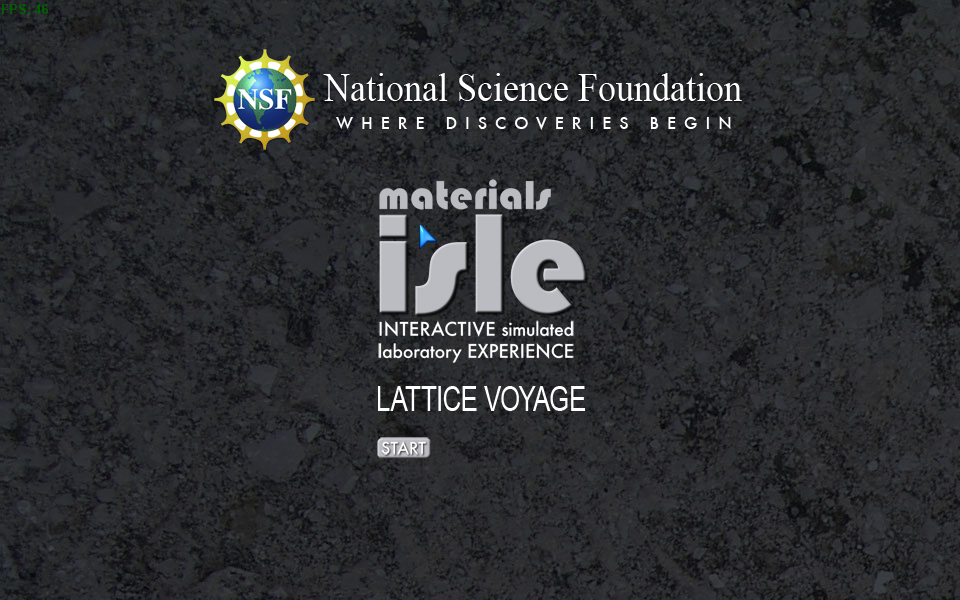 FPS: 46
NSF
National Science Foundation
WHERE DISCOVERIES BEGIN
materials
isle
INTERACTIVE simulated
laboratory EXPERIENCE
LATTICE VOYAGE
START